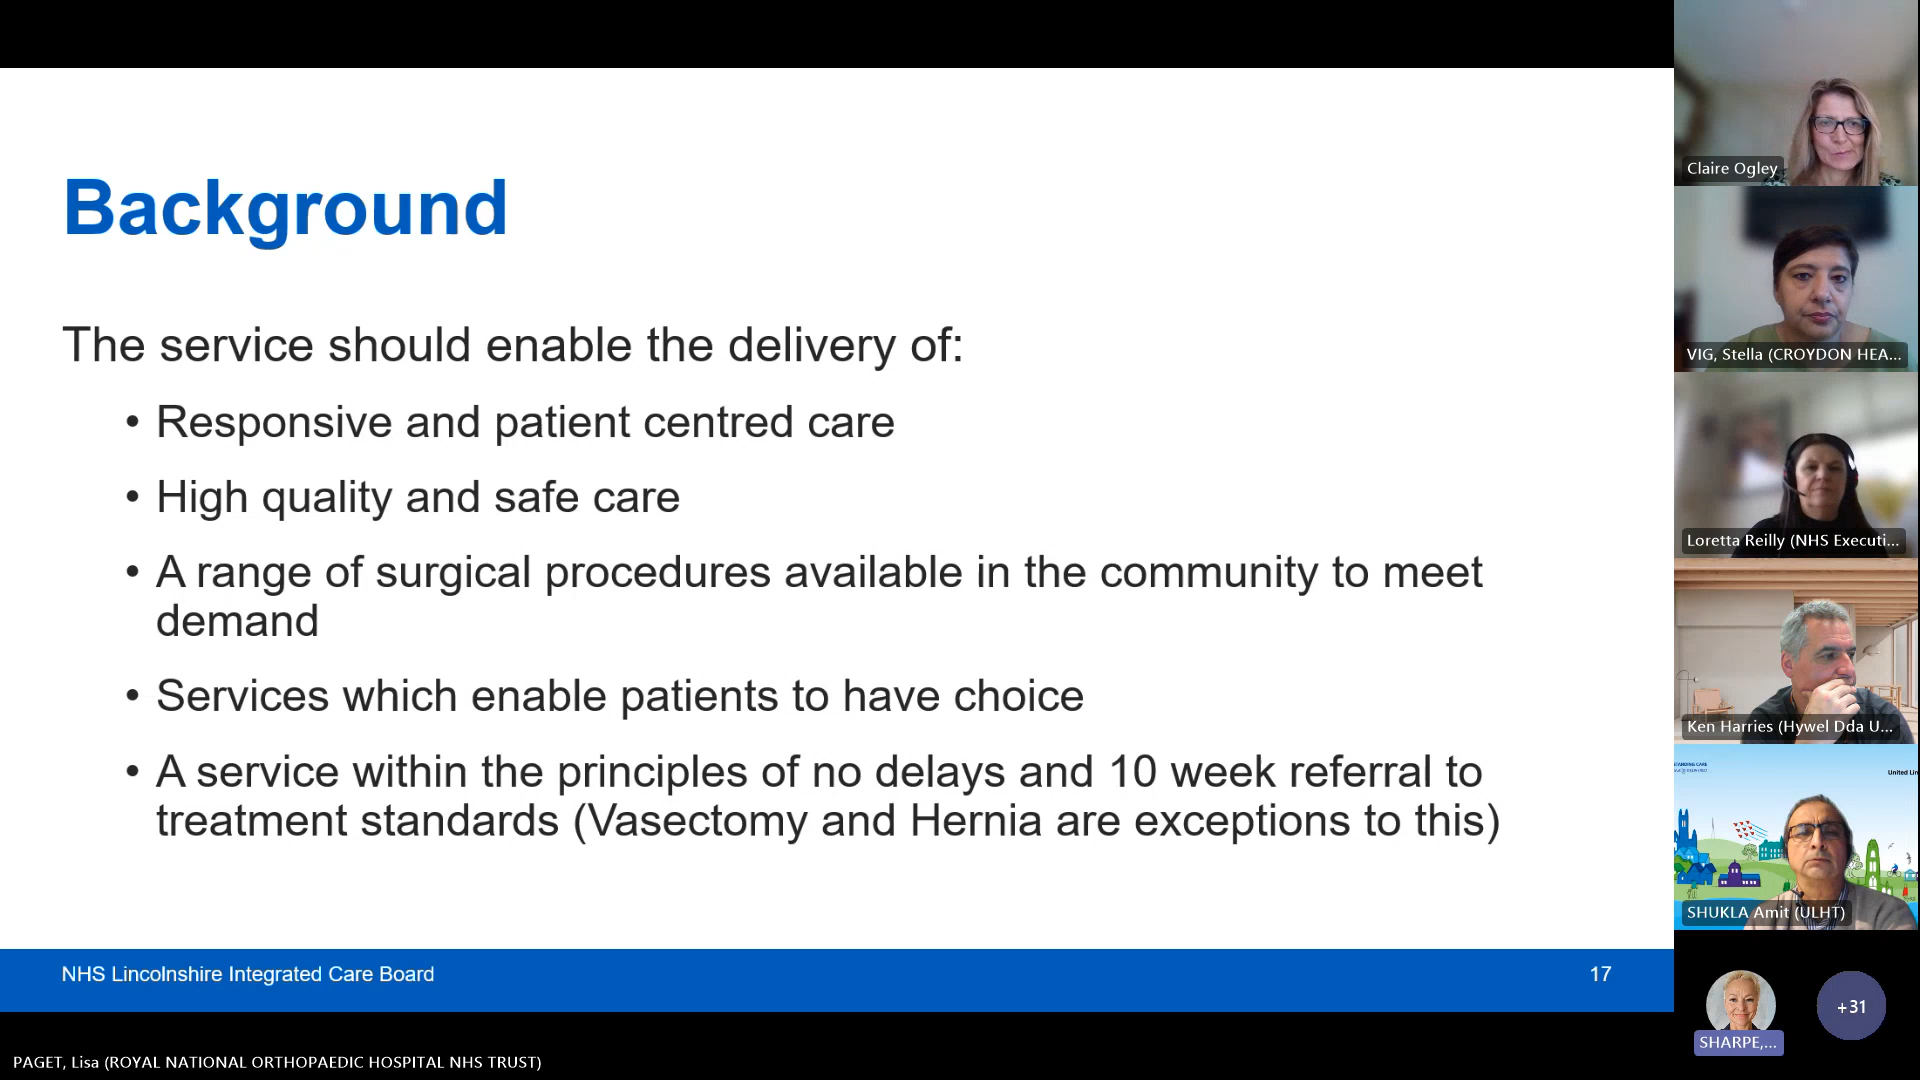 Background
The service should enable the delivery of:
• Responsive and patient centred care
• High quality and safe care
• A range of surgical procedures available in the community to meet
demand
• Services which enable patients to have choice
• A service within the principles of no delays and 10 week referral to
treatment standards (Vasectomy and Hernia are exceptions to this)
NHS Lincolnshire Integrated Care Board
17
PAGET, Lisa (ROYAL NATIONAL ORTHOPAEDIC HOSPITAL NHS TRUST)
Claire Ogley
VIG, Stella (CROYDON HEA...
Loretta Reilly (NHS Executi...
Ken Harries (Hywel Dda U...
United Lin
SHUKLA Amit (ULHT)
SHARPE,...
+31